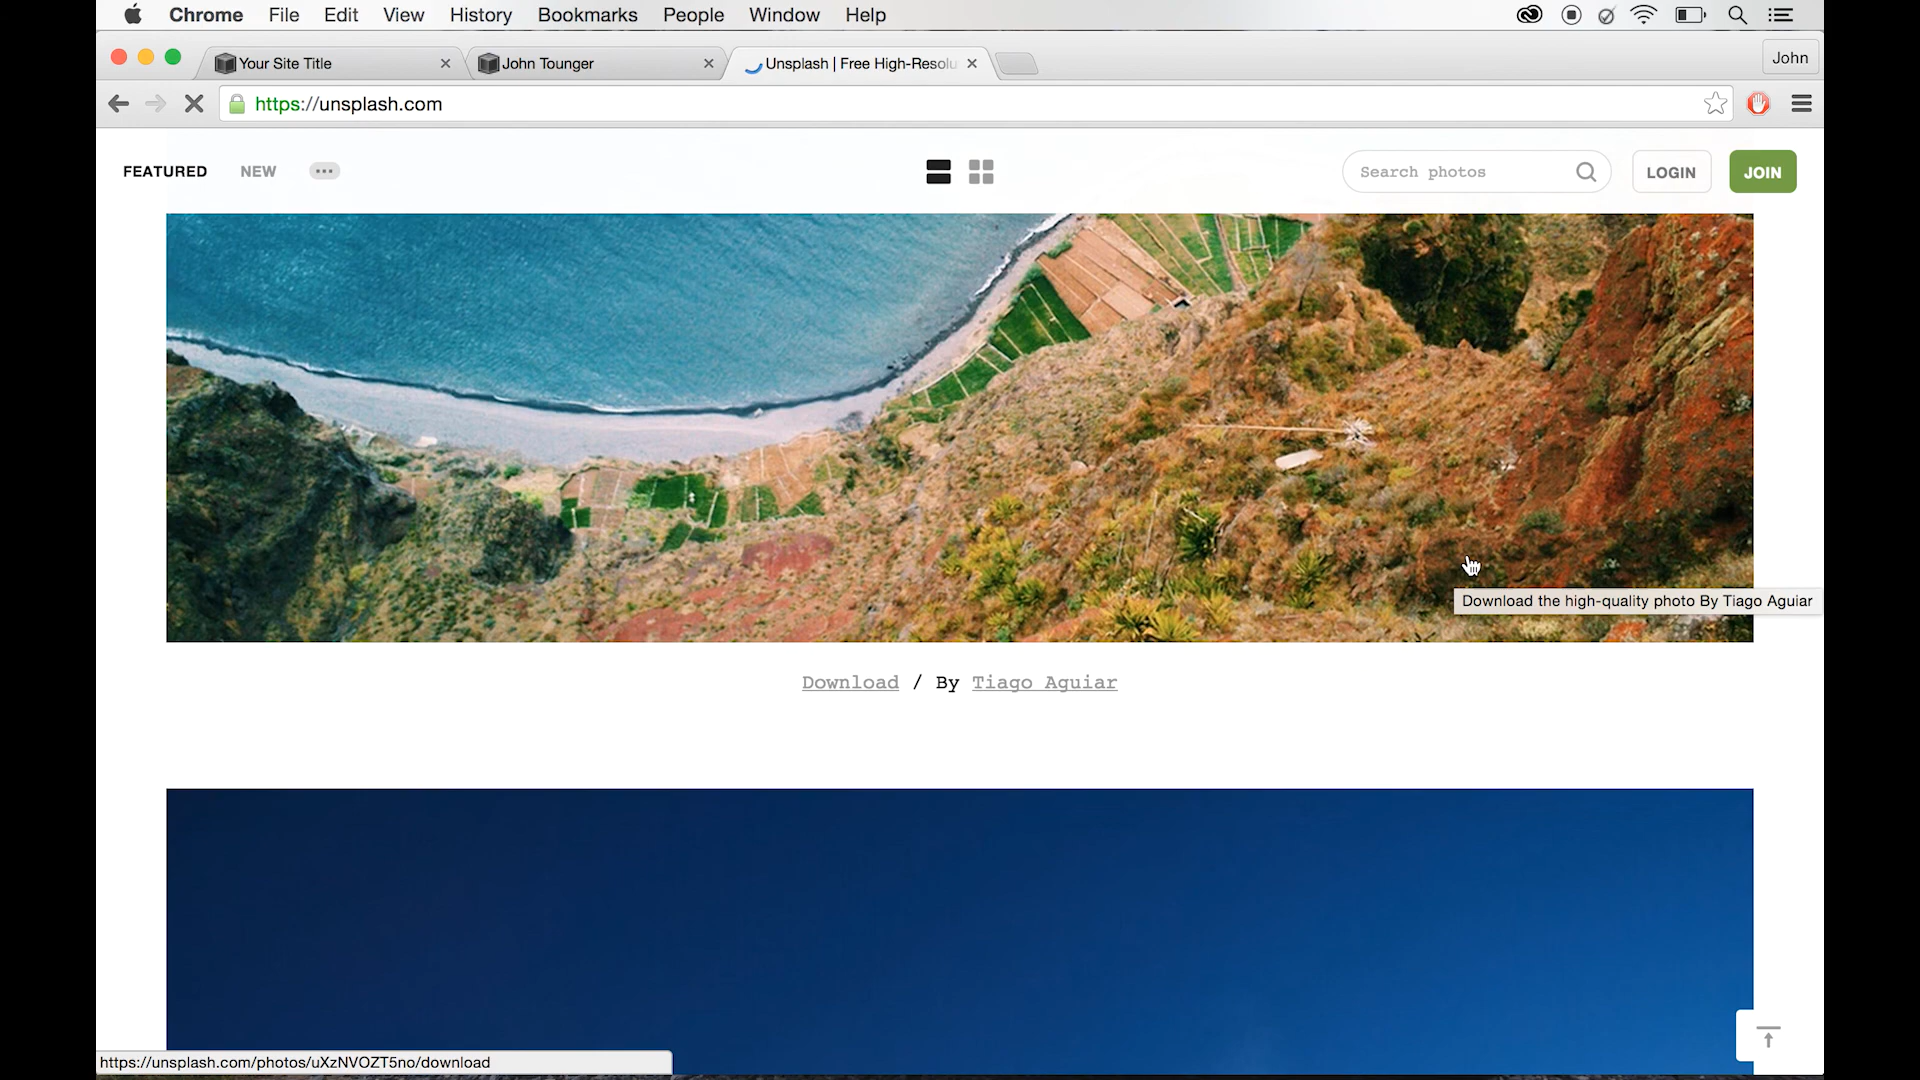 Chrome File Edit View History Bookmarks People Window Help
Your Site Title
John Tounger
Unsplash | Free High-Resolu
John
https://unsplash.com
FEATURED NEW
Search photos
LOGIN
JOIN
Download the high-quality photo By Tiago Aguiar
Download / By Tiago Aguiar
https://unsplash.com/photos/uXzNVOZT5no/download